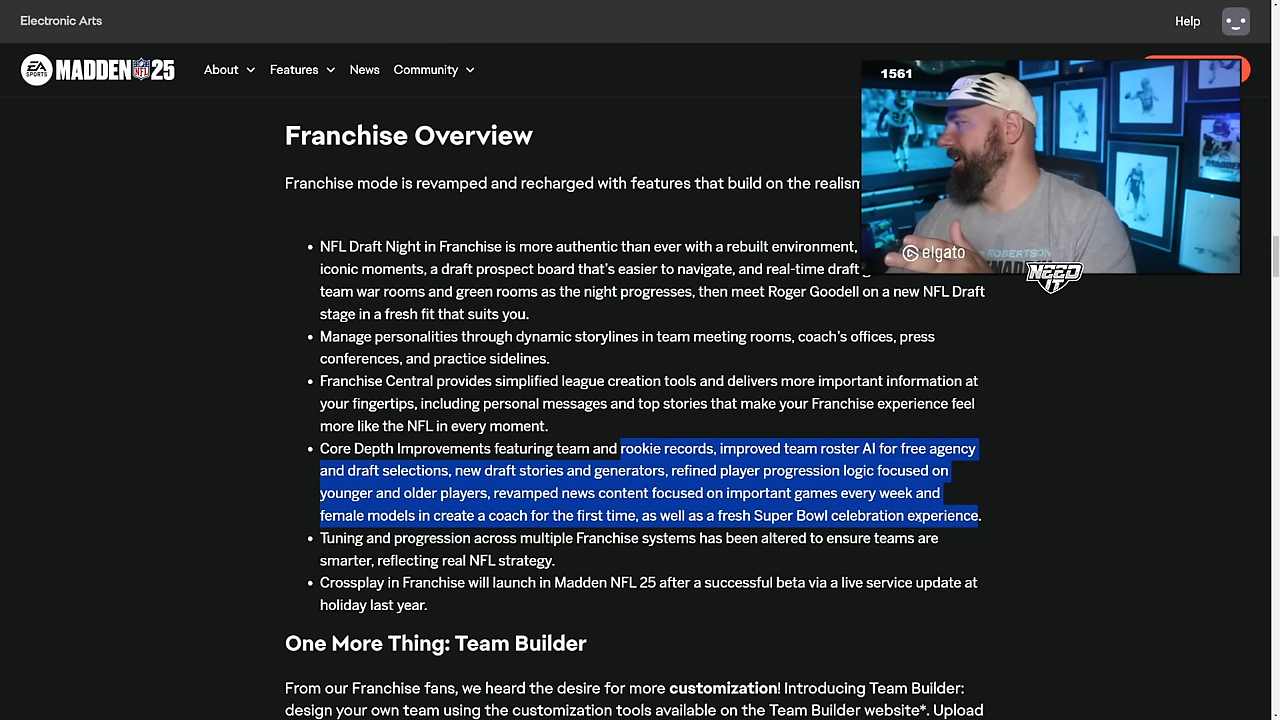 Electronic Arts
Help
EA SPORTS MADDEN NFL 25
About
Features
News
Community
1561
Franchise Overview
Franchise mode is revamped and recharged with features that build on the realism
• NFL Draft Night in Franchise is more authentic than ever with a rebuilt environment,
iconic moments, a draft prospect board that's easier to navigate, and real-time draft
team war rooms and green rooms as the night progresses, then meet Roger Goodell on a new NFL Draft
stage in a fresh fit that suits you.
• Manage personalities through dynamic storylines in team meeting rooms, coach's offices, press
conferences, and practice sidelines.
• Franchise Central provides simplified league creation tools and delivers more important information at
your fingertips, including personal messages and top stories that make your Franchise experience feel
more like the NFL in every moment.
• Core Depth Improvements featuring team and rookie records, improved team roster AI for free agency
and draft selections, new draft stories and generators, refined player progression logic focused on
younger and older players, revamped news content focused on important games every week and
female models in create a coach for the first time, as well as a fresh Super Bowl celebration experience.
• Tuning and progression across multiple Franchise systems has been altered to ensure teams are
smarter, reflecting real NFL strategy.
• Crossplay in Franchise will launch in Madden NFL 25 after a successful beta via a live service update at
holiday last year.
One More Thing: Team Builder
From our Franchise fans, we heard the desire for more customization! Introducing Team Builder:
design your own team using the customization tools available on the Team Builder website*. Upload
elgato
ROBERTSON
NEED IT
MADDEN
21